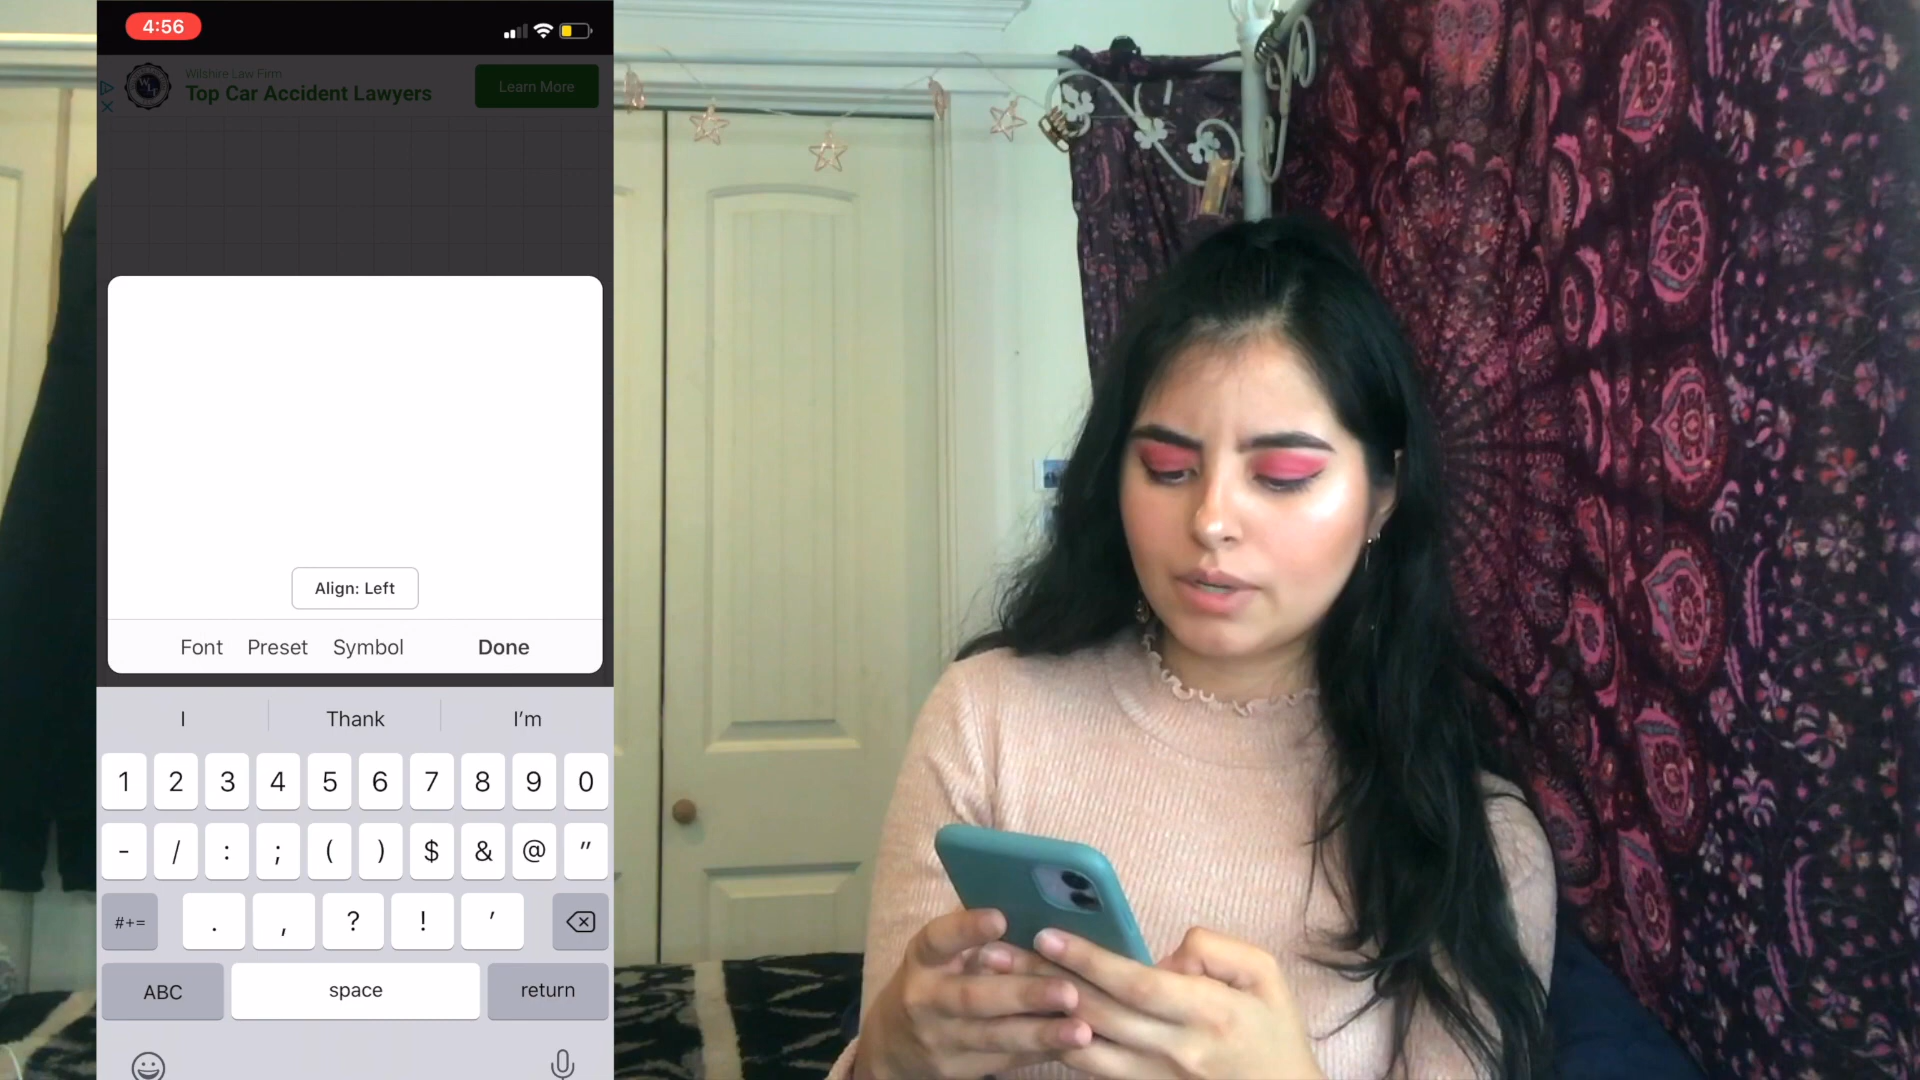 4:56
Wilshire Law Firm
Top Car Accident Lawyers
Learn More
Align: Left
Font Preset Symbol Done
I Thank I’m
1 2 3 4 5 6 7 8 9 0
- / : ; ( ) $ & @ ”
#+= . , ? ! ’
ABC space return